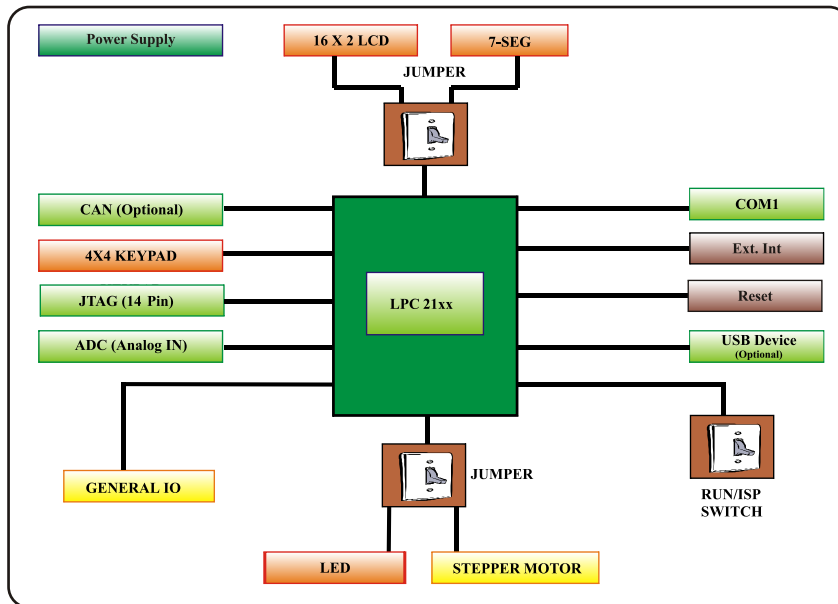 Power Supply
16 X 2 LCD
7-SEG
JUMPER
CAN (Optional)
4X4 KEYPAD
JTAG (14 Pin)
ADC (Analog IN)
LPC 21xx
COM1
Ext. Int
Reset
USB Device
(Optional)
GENERAL IO
JUMPER
RUN/ISP
SWITCH
LED
STEPPER MOTOR